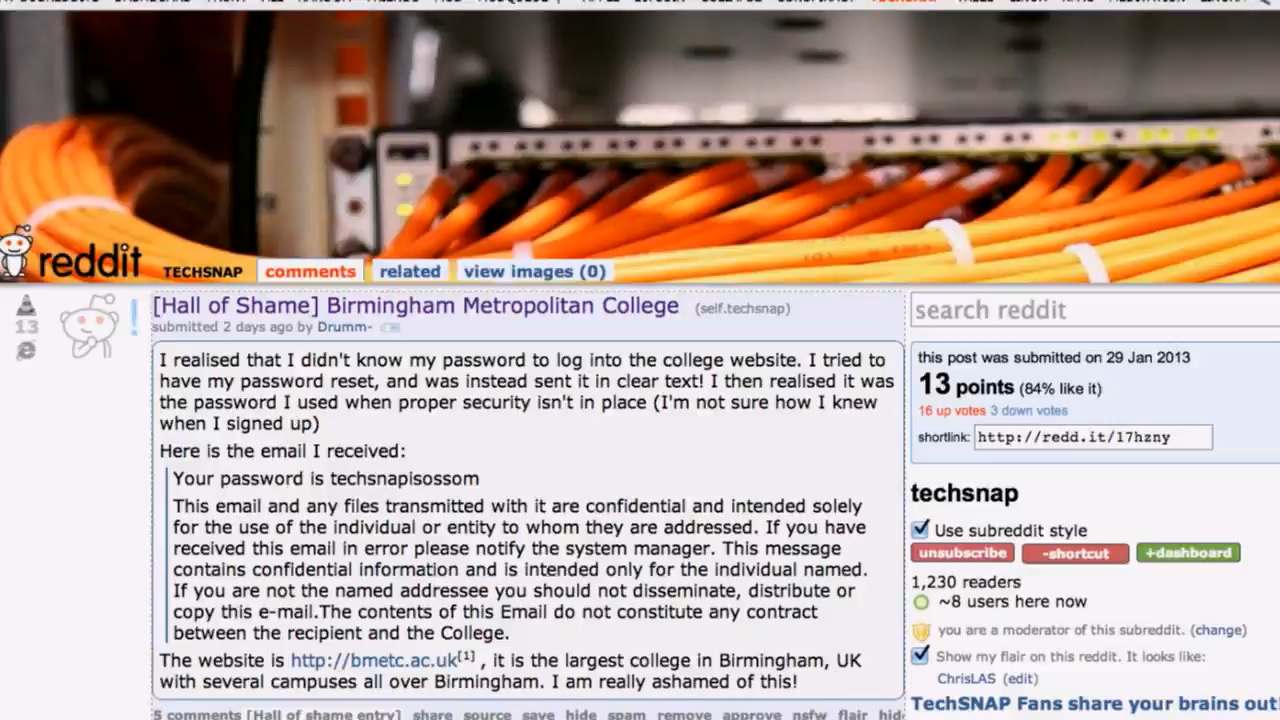 reddit TECHSNAP comments related view images (0)
13
[Hall of Shame] Birmingham Metropolitan College (self.techsnap)
submitted 2 days ago by Drumm-
I realised that I didn't know my password to log into the college website. I tried to
have my password reset, and was instead sent it in clear text! I then realised it was
the password I used when proper security isn't in place (I'm not sure how I knew
when I signed up)
Here is the email I received:
Your password is techsnapisossom
This email and any files transmitted with it are confidential and intended solely
for the use of the individual or entity to whom they are addressed. If you have
received this email in error please notify the system manager. This message
contains confidential information and is intended only for the individual named.
If you are not the named addressee you should not disseminate, distribute or
copy this e-mail.The contents of this Email do not constitute any contract
between the recipient and the College.
The website is http://bmetc.ac.uk[1] , it is the largest college in Birmingham, UK
with several campuses all over Birmingham. I am really ashamed of this!
5 comments [Hall of shame entry] share source save hide spam remove approve nsfw flair hid
search reddit
this post was submitted on 29 Jan 2013
13 points (84% like it)
16 up votes 3 down votes
shortlink: http://redd.it/17hzny
techsnap
Use subreddit style
unsubscribe -shortcut +dashboard
1,230 readers
~8 users here now
you are a moderator of this subreddit. (change)
Show my flair on this reddit. It looks like:
ChrisLAS (edit)
TechSNAP Fans share your brains out